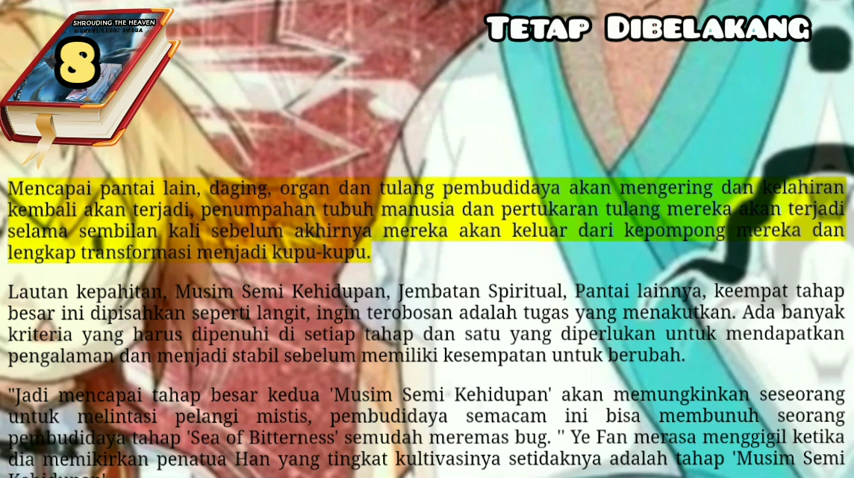 SHROUDING THE HEAVEN
8
Tetap Dibelakang
Mencapai pantai lain, daging, organ dan tulang pembudidaya akan mengering dan kelahiran
kembali akan terjadi, penumpahan tubuh manusia dan pertukaran tulang mereka akan terjadi
selama sembilan kali sebelum akhirnya mereka akan keluar dari kepompong mereka dan
lengkap transformasi menjadi kupu-kupu.
Lautan kepahitan, Musim Semi Kehidupan, Jembatan Spiritual, Pantai lainnya, keempat tahap
besar ini dipisahkan seperti langit, ingin terobosan adalah tugas yang menakutkan. Ada banyak
kriteria yang harus dipenuhi di setiap tahap dan satu yang diperlukan untuk mendapatkan
pengalaman dan menjadi stabil sebelum memiliki kesempatan untuk berubah.
"Jadi mencapai tahap besar kedua 'Musim Semi Kehidupan' akan memungkinkan seseorang
untuk melintasi pelangi mistis, pembudidaya semacam ini bisa membunuh seorang
pembudidaya tahap 'Sea of Bitterness' semudah meremas bug. " Ye Fan merasa menggigil ketika
dia memikirkan penatua Han yang tingkat kultivasinya setidaknya adalah tahap 'Musim Semi
Kehidupan'